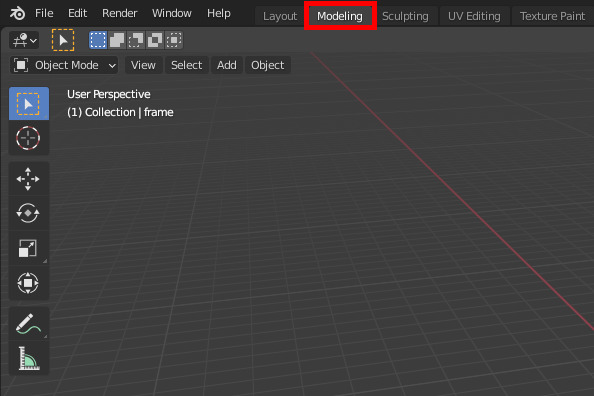 File Edit Render Window Help Layout Modeling Sculpting UV Editing Texture Paint
Object Mode View Select Add Object
User Perspective
(1) Collection | frame